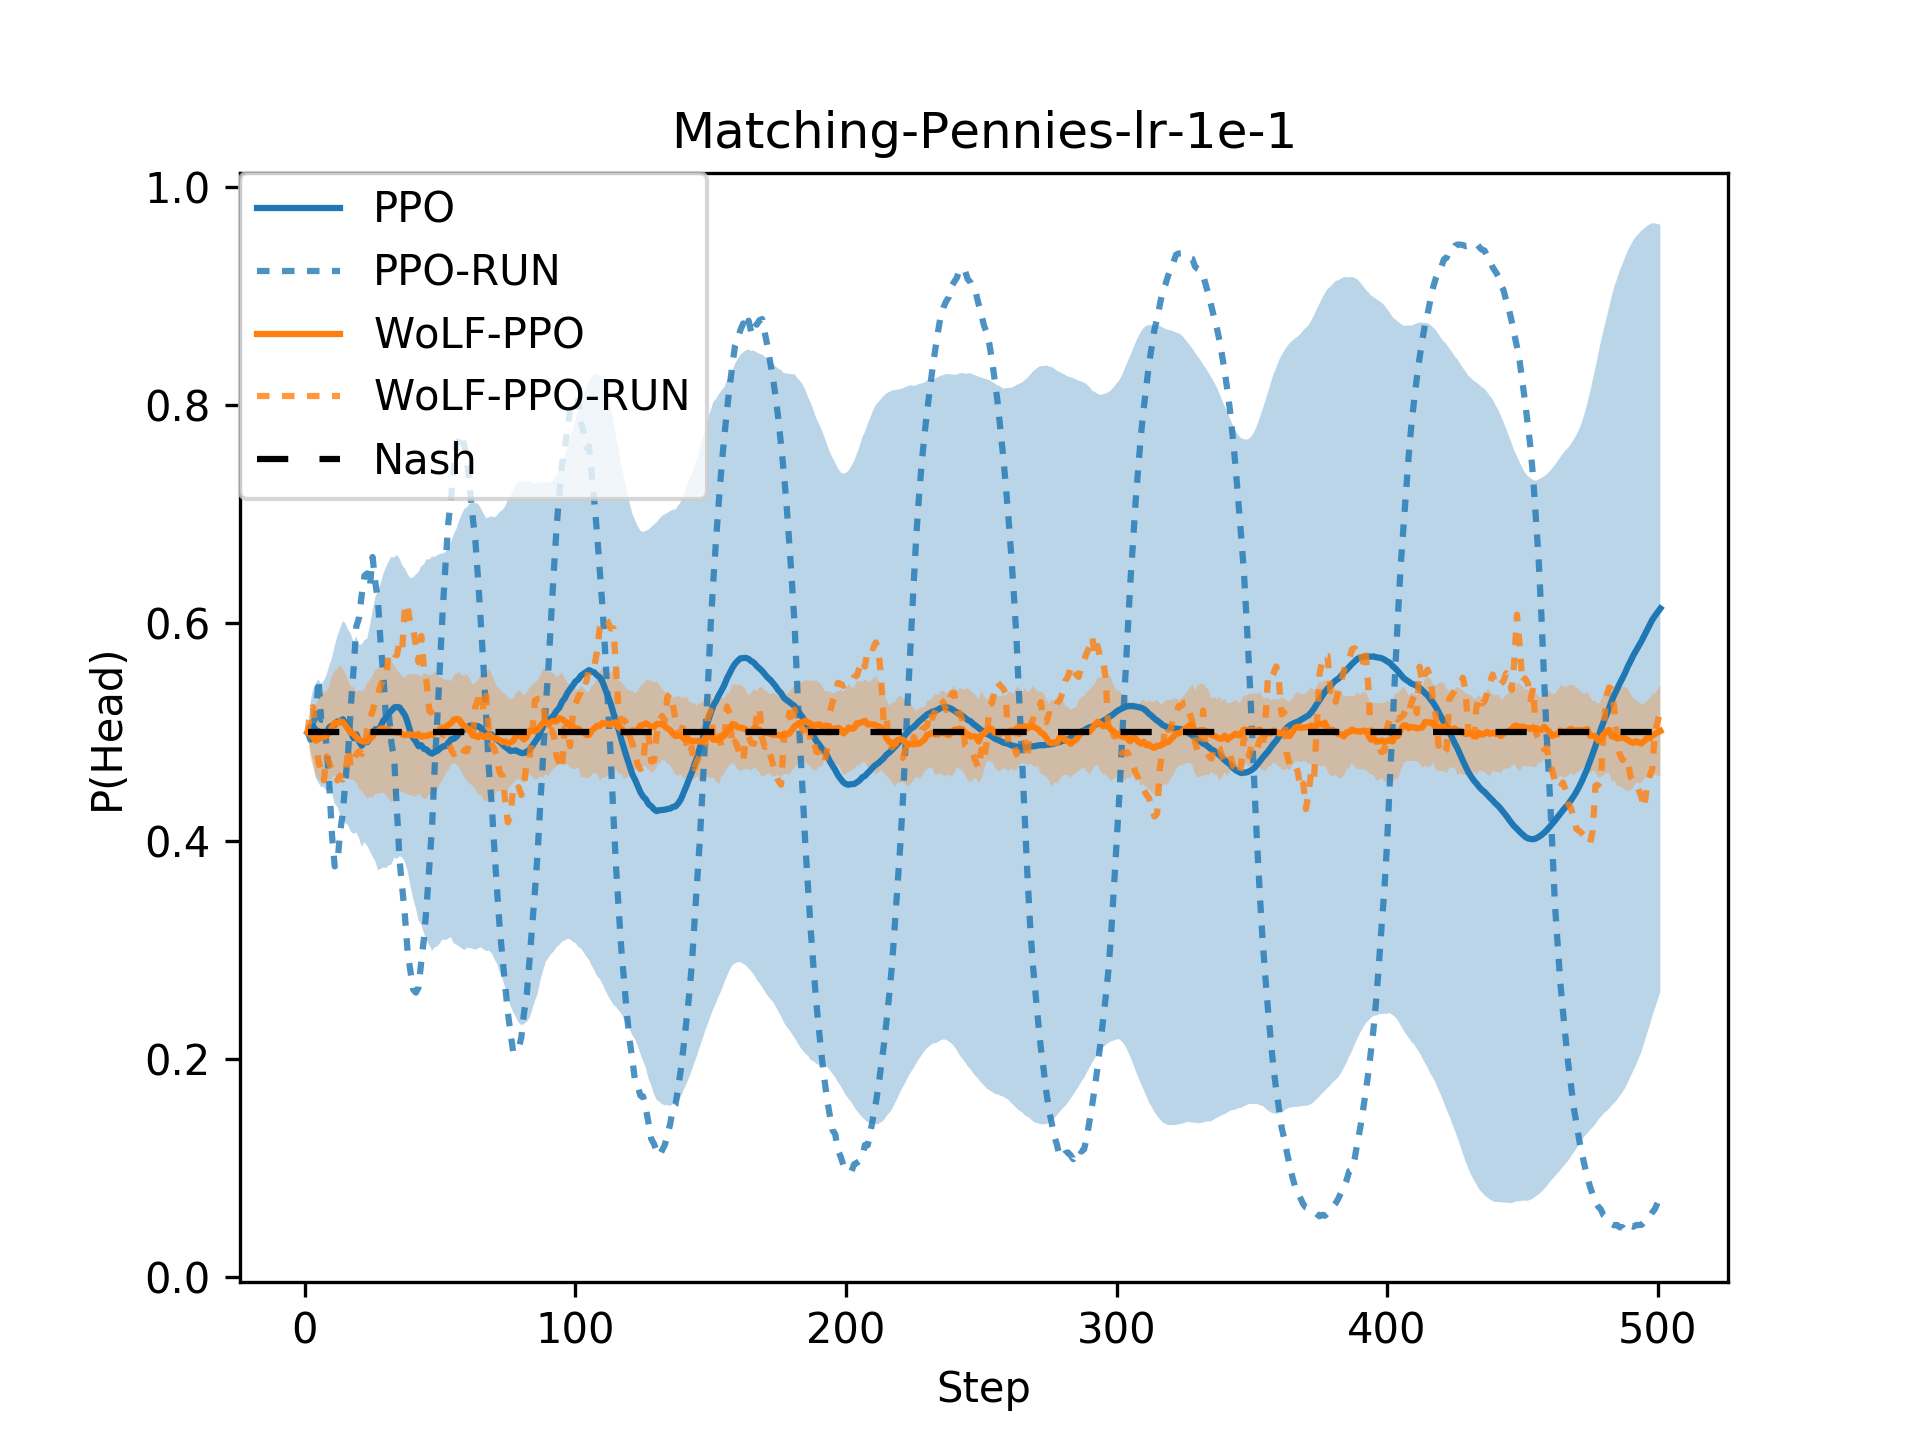 Matching-Pennies-lr-1e-1
PPO
PPO-RUN
WoLF-PPO
WoLF-PPO-RUN
Nash
P(Head)
1.0
0.8
0.6
0.4
0.2
0.0
0 100 200 300 400 500
Step